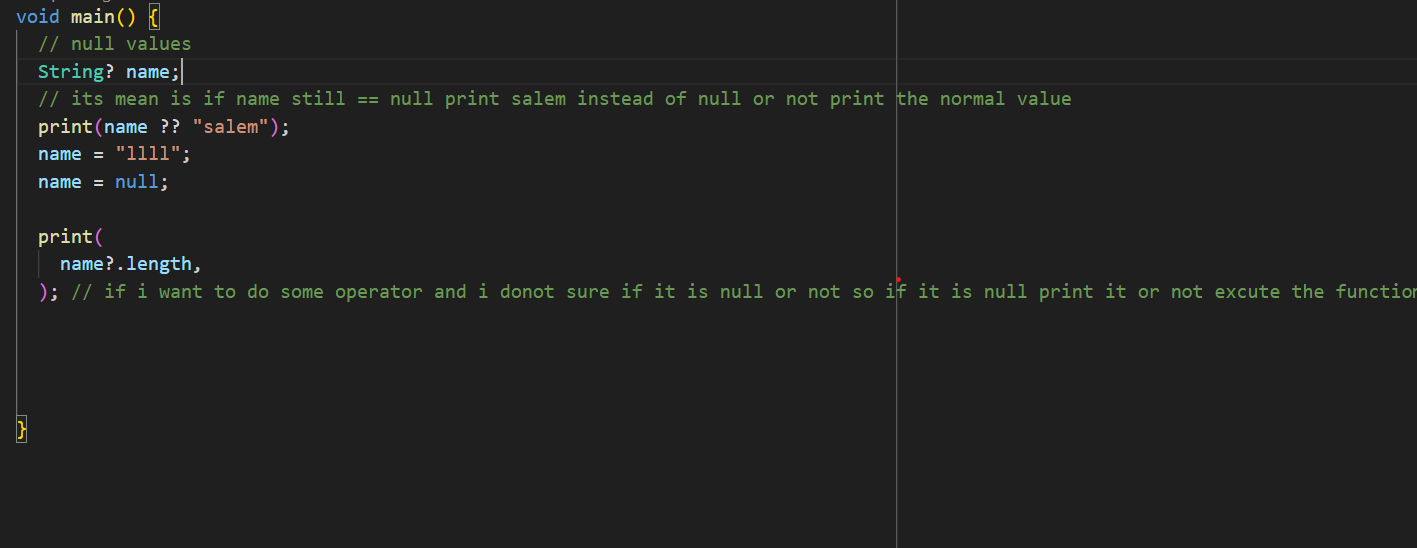 void main() {
// null values
String? name;
// its mean is if name still == null print salem instead of null or not print the normal value
print(name ?? "salem");
name = "llll";
name = null;
print(
name?.length,
); // if i want to do some operator and i donot sure if it is null or not so if it is null print it or not excute the function
}